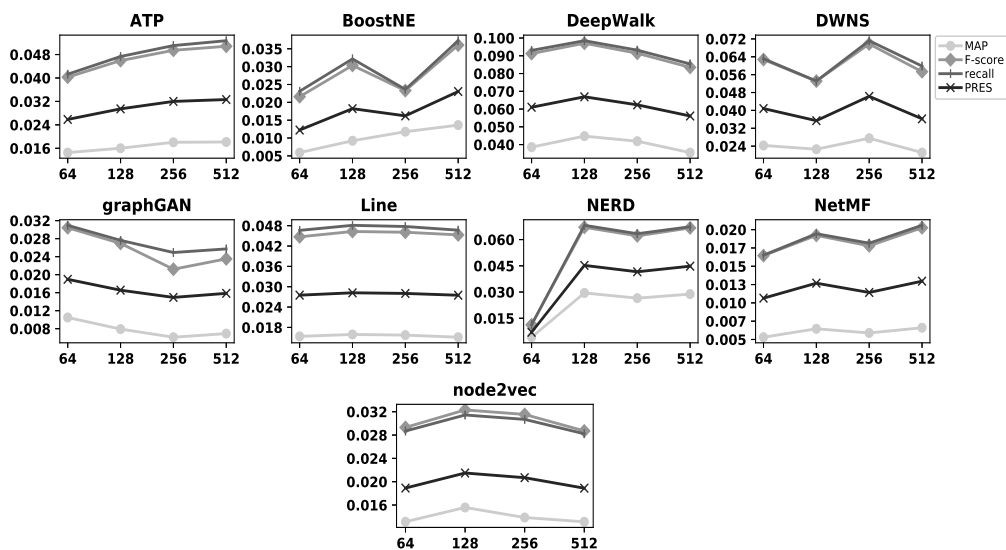 ATP
BoostNE
DeepWalk
DWNS
0.048
0.040
0.032
0.024
0.016
64 128 256 512
0.035
0.030
0.025
0.020
0.015
0.010
0.005
64 128 256 512
0.100
0.090
0.080
0.070
0.060
0.050
0.040
64 128 256 512
0.072
0.064
0.056
0.048
0.040
0.032
0.024
64 128 256 512
MAP
F-score
recall
PRES
graphGAN
Line
NERD
NetMF
0.032
0.028
0.024
0.020
0.016
0.012
0.008
64 128 256 512
0.048
0.042
0.036
0.030
0.024
0.018
64 128 256 512
0.060
0.045
0.030
0.015
64 128 256 512
0.020
0.017
0.015
0.013
0.010
0.007
0.005
64 128 256 512
node2vec
0.032
0.028
0.024
0.020
0.016
64 128 256 512